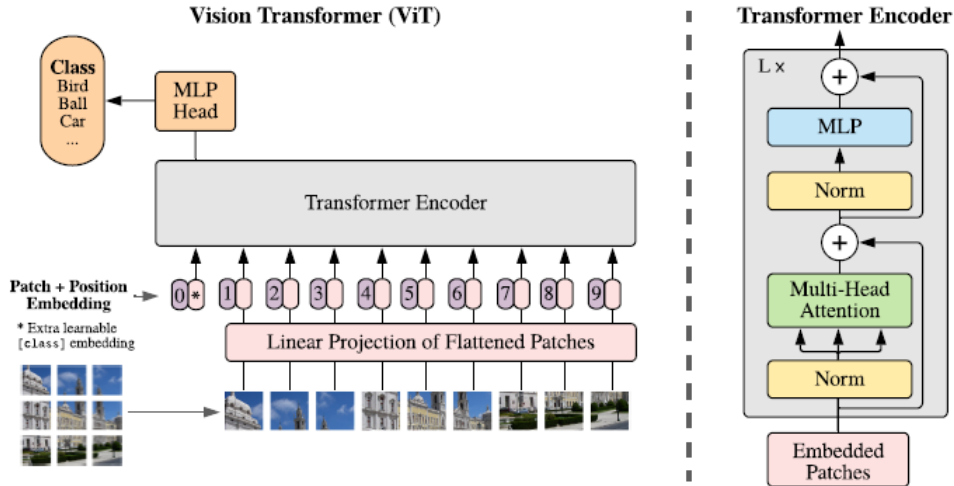 Vision Transformer (ViT)
Class
Bird
Ball
Car
...
MLP
Head
Transformer Encoder
Patch + Position
Embedding
* Extra learnable
[class] embedding
0 * 1 2 3 4 5 6 7 8 9
Linear Projection of Flattened Patches
Transformer Encoder
L ×
+
MLP
Norm
+
Multi-Head
Attention
Norm
Embedded
Patches